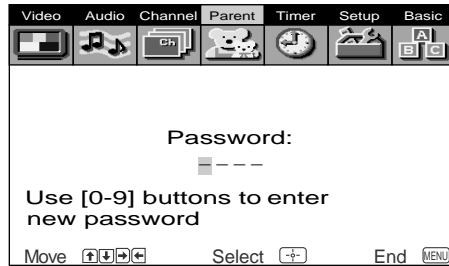 Video Audio Channel Parent Timer Setup Basic
Ch A B C
Password:
- - - -
Use [0-9] buttons to enter
new password
Move Select End MENU